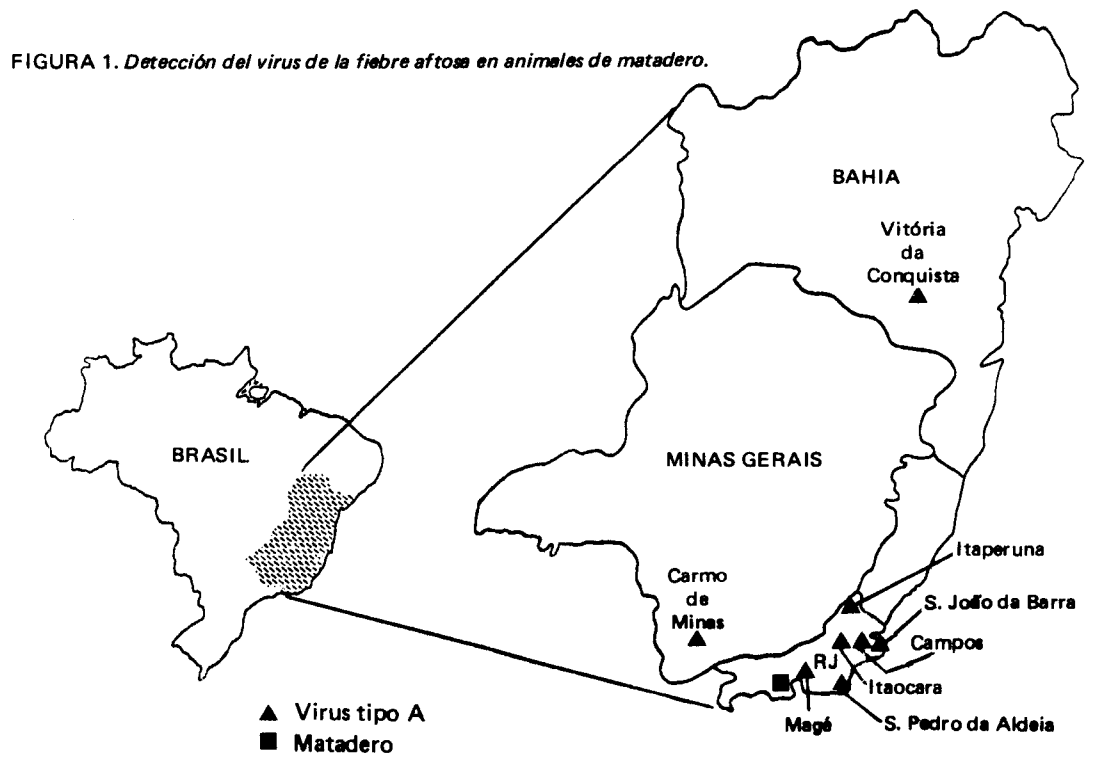 FIGURA 1. Detección del virus de la fiebre aftosa en animales de matadero.
BAHIA
Vitória
da
Conquista
BRASIL
MINAS GERAIS
Carmo
de
Minas
Itaperuna
S. João da Barra
Campos
RJ
Itaocara
Magé
S. Pedro da Aldeia
Virus tipo A
Matadero